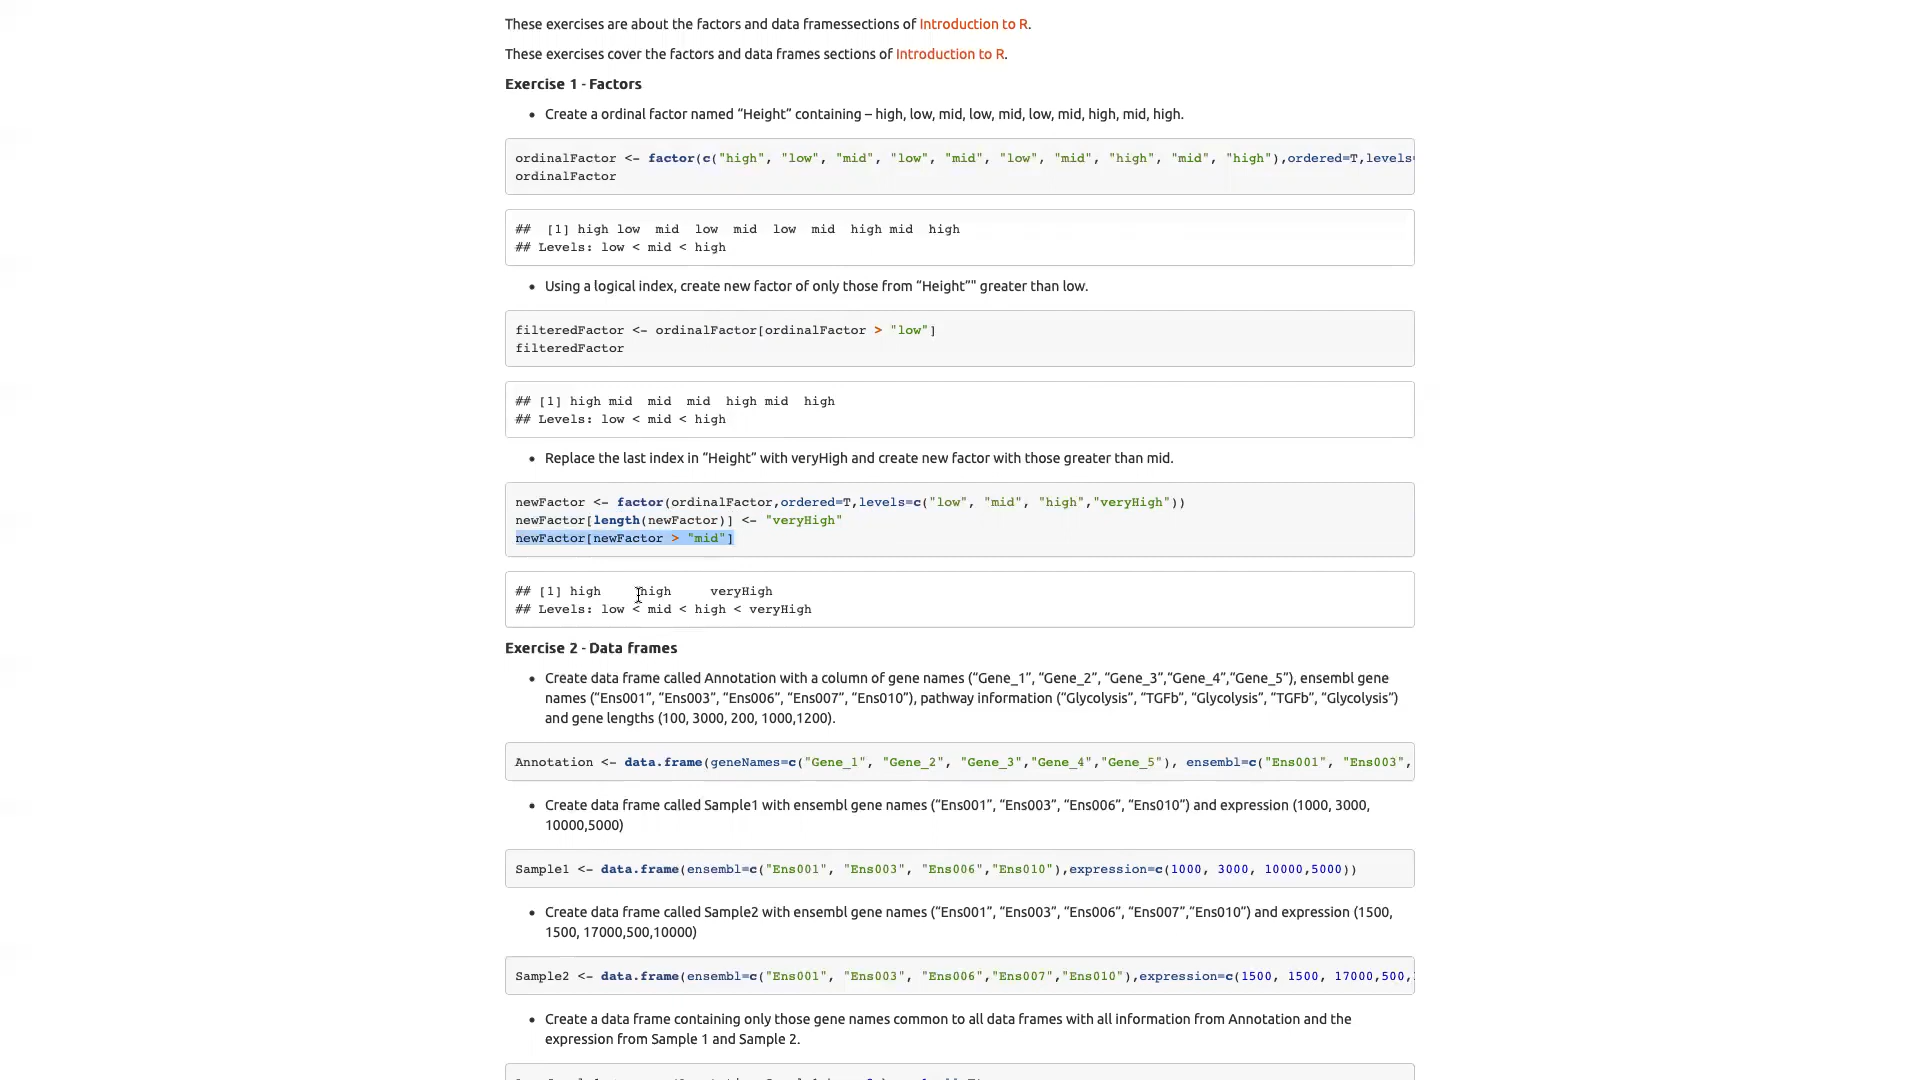 These exercises are about the factors and data framessections of Introduction to R.
These exercises cover the factors and data frames sections of Introduction to R.
Exercise 1 - Factors
• Create a ordinal factor named “Height” containing – high, low, mid, low, mid, low, mid, high, mid, high.
ordinalFactor <- factor(c("high", "low", "mid", "low", "mid", "low", "mid", "high", "mid", "high"),ordered=T,levels=
ordinalFactor
##  [1] high low  mid  low  mid  low  mid  high mid  high
## Levels: low < mid < high
• Using a logical index, create new factor of only those from “Height”" greater than low.
filteredFactor <- ordinalFactor[ordinalFactor > "low"]
filteredFactor
## [1] high mid  mid  mid  high mid  high
## Levels: low < mid < high
• Replace the last index in “Height” with veryHigh and create new factor with those greater than mid.
newFactor <- factor(ordinalFactor,ordered=T,levels=c("low", "mid", "high","veryHigh"))
newFactor[length(newFactor)] <- "veryHigh"
newFactor[newFactor > "mid"]
## [1] high     high     veryHigh
## Levels: low < mid < high < veryHigh
Exercise 2 - Data frames
• Create data frame called Annotation with a column of gene names (“Gene_1”, “Gene_2”, “Gene_3”,“Gene_4”,“Gene_5”), ensembl gene
names (“Ens001”, “Ens003”, “Ens006”, “Ens007”, “Ens010”), pathway information (“Glycolysis”, “TGFb”, “Glycolysis”, “TGFb”, “Glycolysis”)
and gene lengths (100, 3000, 200, 1000,1200).
Annotation <- data.frame(geneNames=c("Gene_1", "Gene_2", "Gene_3","Gene_4","Gene_5"), ensembl=c("Ens001", "Ens003",
• Create data frame called Sample1 with ensembl gene names (“Ens001”, “Ens003”, “Ens006”, “Ens010”) and expression (1000, 3000,
10000,5000)
Sample1 <- data.frame(ensembl=c("Ens001", "Ens003", "Ens006","Ens010"),expression=c(1000, 3000, 10000,5000))
• Create data frame called Sample2 with ensembl gene names (“Ens001”, “Ens003”, “Ens006”, “Ens007”,“Ens010”) and expression (1500,
1500, 17000,500,10000)
Sample2 <- data.frame(ensembl=c("Ens001", "Ens003", "Ens006","Ens007","Ens010"),expression=c(1500, 1500, 17000,500,
• Create a data frame containing only those gene names common to all data frames with all information from Annotation and the
expression from Sample 1 and Sample 2.